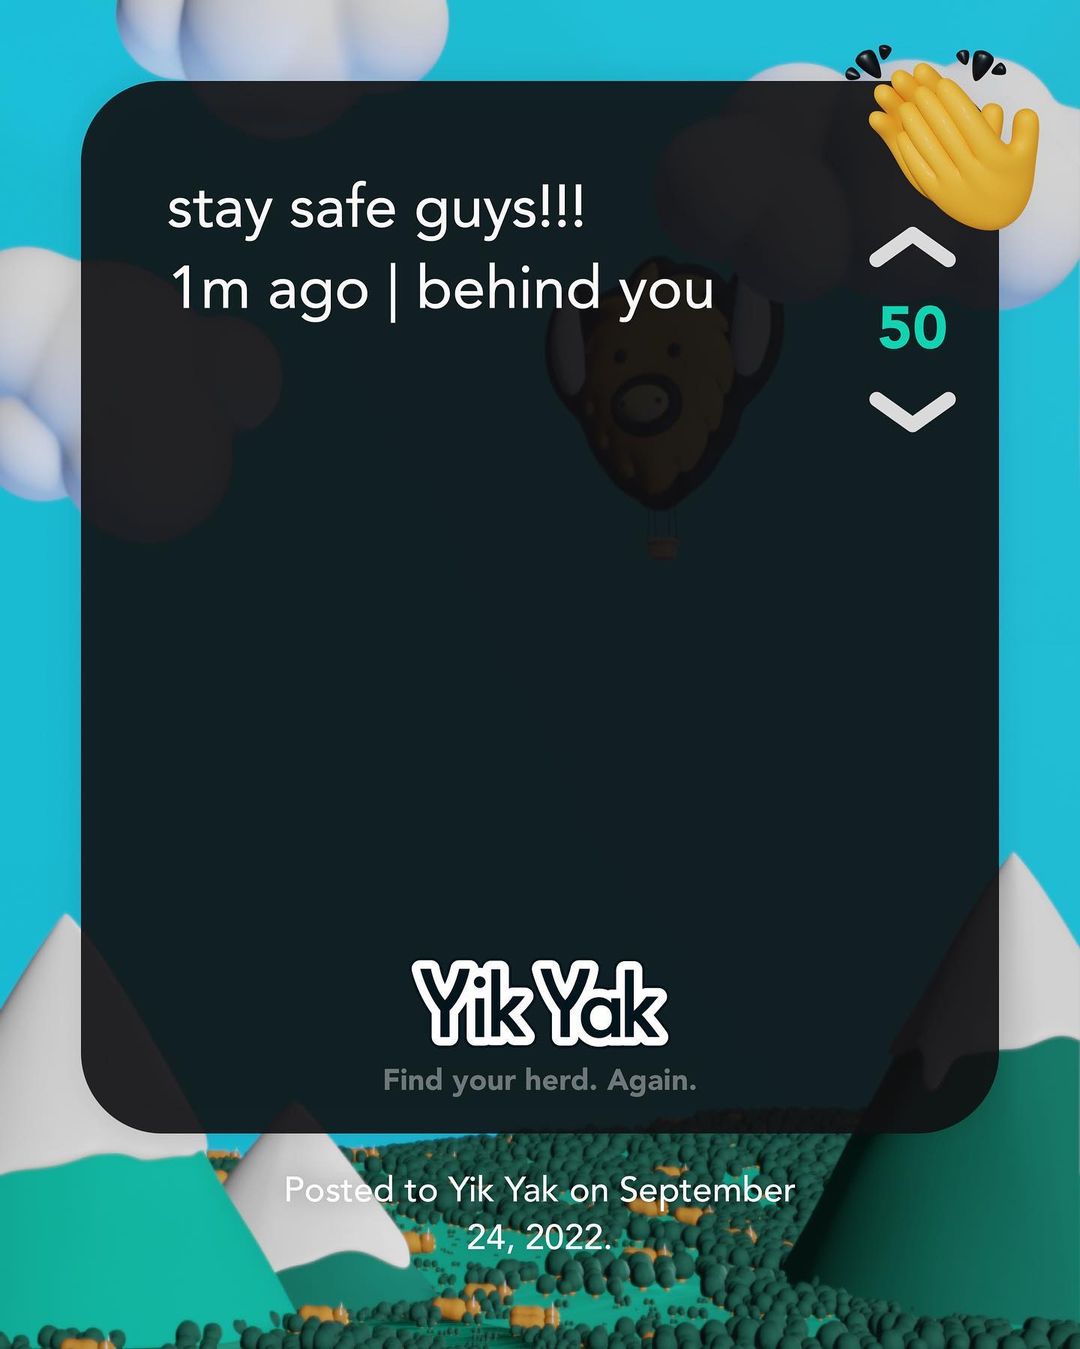 stay safe guys!!!
1m ago | behind you
50
Yik Yak
Find your herd. Again.
Posted to Yik Yak on September
24, 2022.